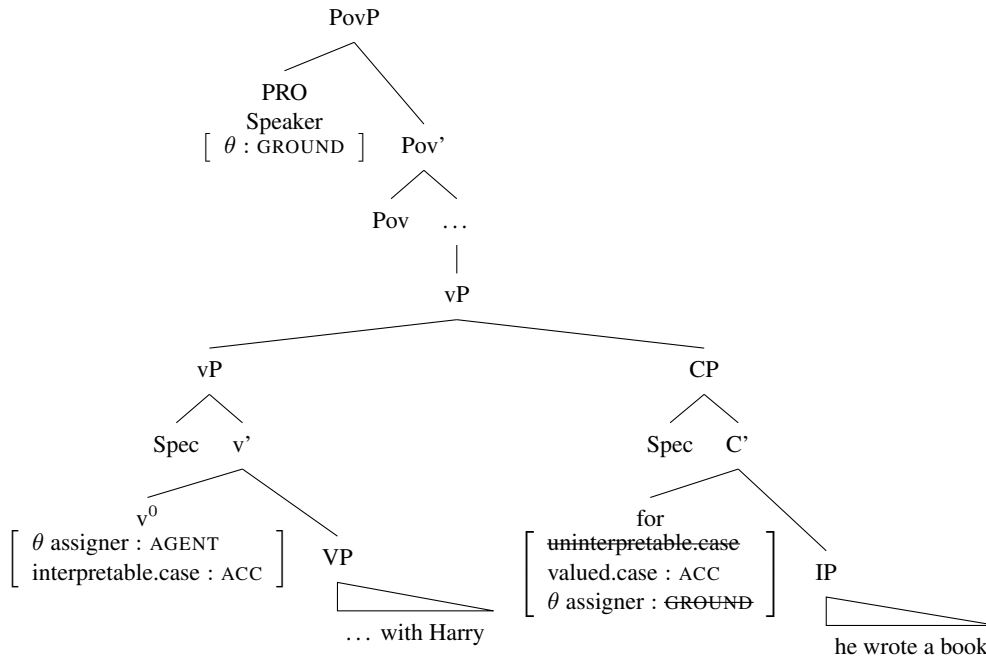 PovP
PRO
Speaker
[ θ : GROUND ]
Pov’
Pov
...
vP
vP
CP
Spec
v’
Spec
C’
v⁰
[ θ assigner : AGENT
interpretable.case : ACC ]
VP
... with Harry
for
[ uninterpretable.case
valued.case : ACC
θ assigner : GROUND ]
IP
he wrote a book